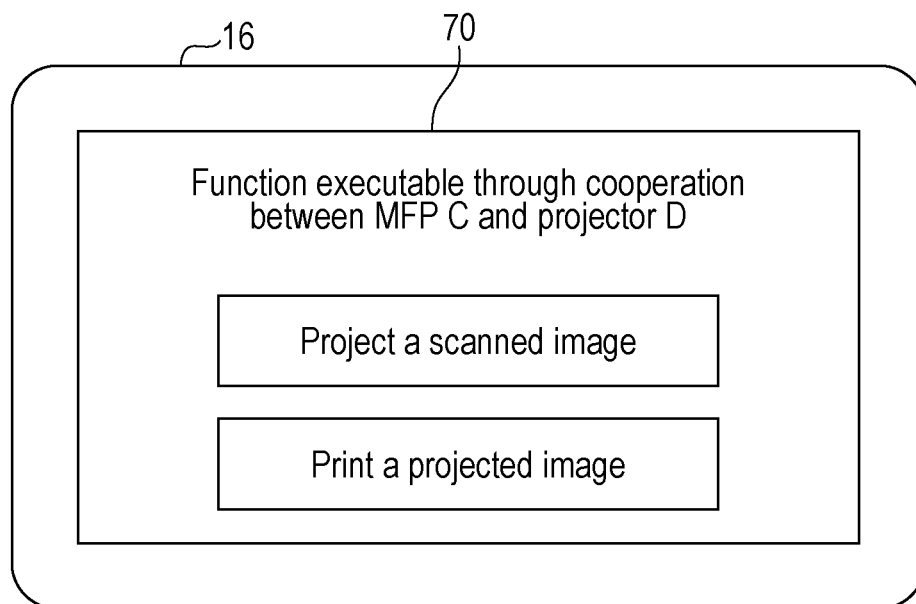 16
70
Function executable through cooperation
between MFP C and projector D
Project a scanned image
Print a projected image